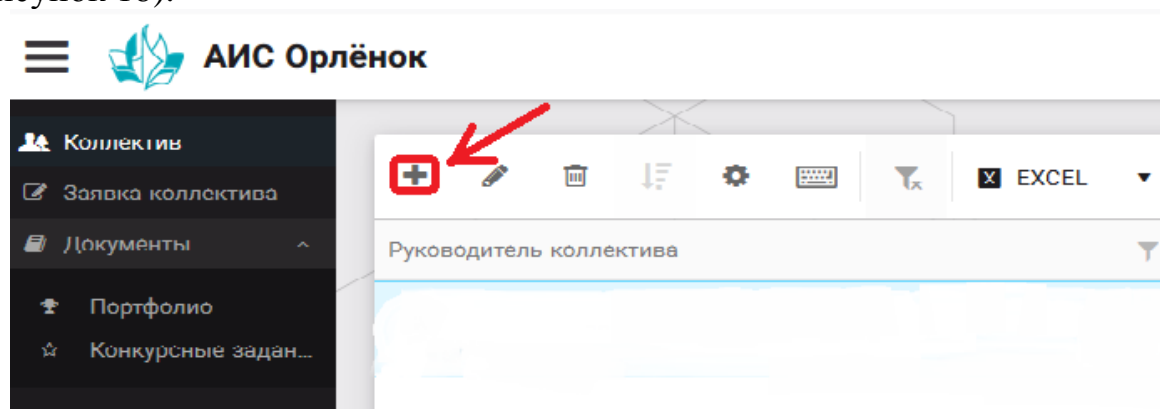 АИС Орлёнок
Коллектив
Заявка коллектива
EXCEL
Документы
Руководитель коллектива
Портфолио
Конкурсные задан...